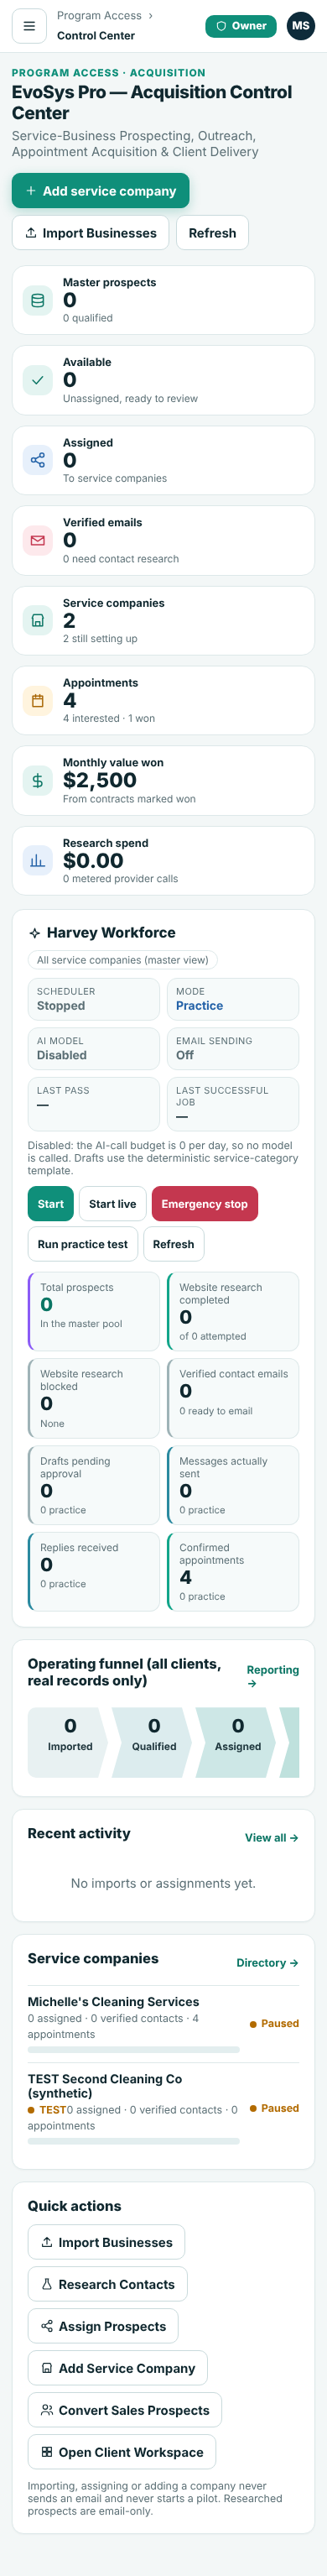 Program Access ›
Control Center
Owner
MS
PROGRAM ACCESS · ACQUISITION
EvoSys Pro — Acquisition Control
Center
Service-Business Prospecting, Outreach,
Appointment Acquisition & Client Delivery
+ Add service company
Import Businesses
Refresh
Master prospects
0
0 qualified
Available
0
Unassigned, ready to review
Assigned
0
To service companies
Verified emails
0
0 need contact research
Service companies
2
2 still setting up
Appointments
4
4 interested · 1 won
Monthly value won
$2,500
From contracts marked won
Research spend
$0.00
0 metered provider calls
Harvey Workforce
All service companies (master view)
SCHEDULER
Stopped
MODE
Practice
AI MODEL
Disabled
EMAIL SENDING
Off
LAST PASS
—
LAST SUCCESSFUL
JOB
—
Disabled: the AI-call budget is 0 per day, so no model
is called. Drafts use the deterministic service-category
template.
Start
Start live
Emergency stop
Run practice test
Refresh
Total prospects
0
In the master pool
Website research
completed
0
of 0 attempted
Website research
blocked
0
None
Verified contact emails
0
0 ready to email
Drafts pending
approval
0
0 practice
Messages actually
sent
0
0 practice
Replies received
0
0 practice
Confirmed
appointments
4
0 practice
Operating funnel (all clients,
real records only)
Reporting
→
0
Imported
0
Qualified
0
Assigned
Recent activity
View all →
No imports or assignments yet.
Service companies
Directory →
Michelle's Cleaning Services
0 assigned · 0 verified contacts · 4
appointments
Paused
TEST Second Cleaning Co
(synthetic)
TEST0 assigned · 0 verified contacts · 0
appointments
Paused
Quick actions
Import Businesses
Research Contacts
Assign Prospects
Add Service Company
Convert Sales Prospects
Open Client Workspace
Importing, assigning or adding a company never
sends an email and never starts a pilot. Researched
prospects are email-only.